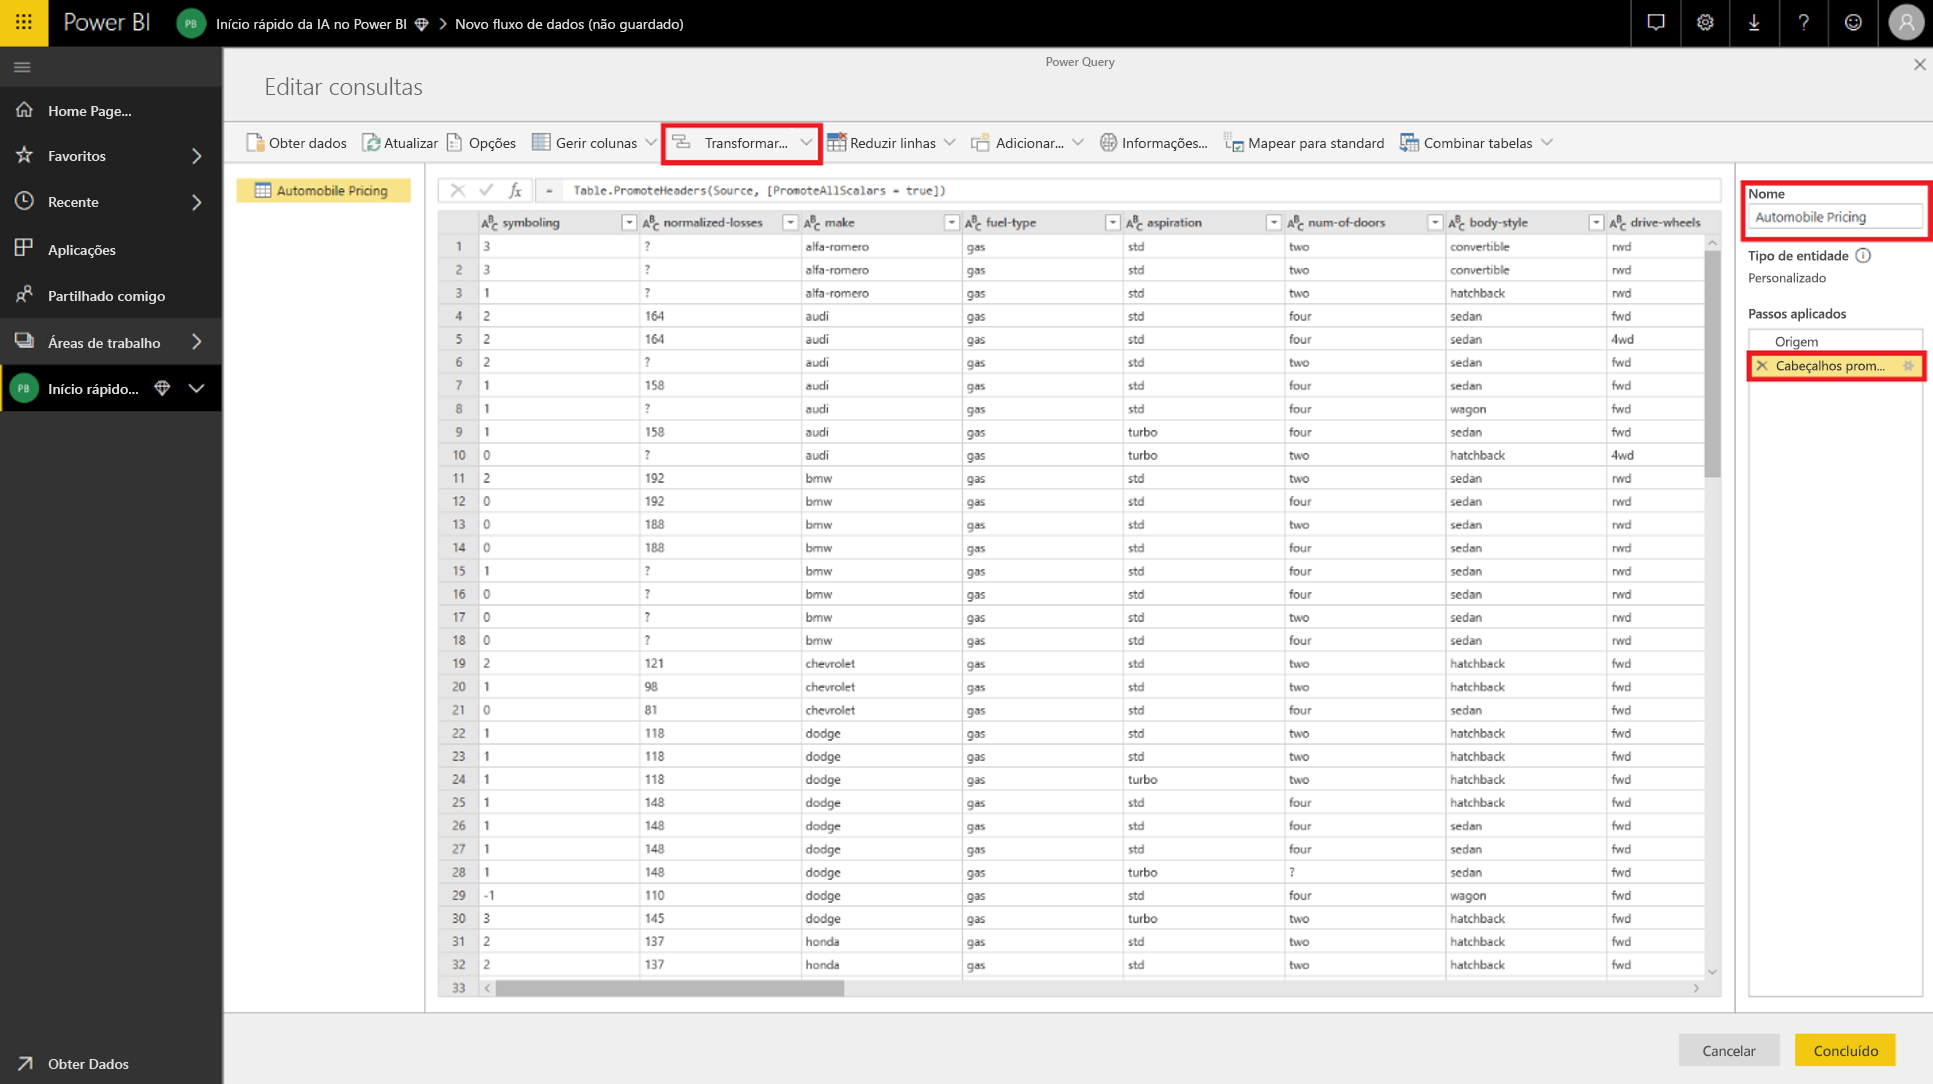 Power BI PB Início rápido da IA no Power BI > Novo fluxo de dados (não guardado)
Power Query
Editar consultas
Home Page...
Favoritos
Recente
Aplicações
Partilhado comigo
Áreas de trabalho
PB Início rápido...
Obter Dados
Obter dados Atualizar Opções Gerir colunas Transformar... Reduzir linhas Adicionar... Informações... Mapear para standard Combinar tabelas
Automobile Pricing
fx = Table.PromoteHeaders(Source, [PromoteAllScalars = true])
ABC symboling ABC normalized-losses ABC make ABC fuel-type ABC aspiration ABC num-of-doors ABC body-style ABC drive-wheels
1 3 ? alfa-romero gas std two convertible rwd
2 3 ? alfa-romero gas std two convertible rwd
3 1 ? alfa-romero gas std two hatchback rwd
4 2 164 audi gas std four sedan fwd
5 2 164 audi gas std four sedan 4wd
6 2 ? audi gas std two sedan fwd
7 1 158 audi gas std four sedan fwd
8 1 ? audi gas std four wagon fwd
9 1 158 audi gas turbo four sedan fwd
10 0 ? audi gas turbo two hatchback 4wd
11 2 192 bmw gas std two sedan rwd
12 0 192 bmw gas std four sedan rwd
13 0 188 bmw gas std two sedan rwd
14 0 188 bmw gas std four sedan rwd
15 1 ? bmw gas std four sedan rwd
16 0 ? bmw gas std four sedan rwd
17 0 ? bmw gas std two sedan rwd
18 0 ? bmw gas std four sedan rwd
19 2 121 chevrolet gas std two hatchback fwd
20 1 98 chevrolet gas std two hatchback fwd
21 0 81 chevrolet gas std four sedan fwd
22 1 118 dodge gas std two hatchback fwd
23 1 118 dodge gas std two hatchback fwd
24 1 118 dodge gas turbo two hatchback fwd
25 1 148 dodge gas std four hatchback fwd
26 1 148 dodge gas std four sedan fwd
27 1 148 dodge gas std four sedan fwd
28 1 148 dodge gas turbo ? sedan fwd
29 -1 110 dodge gas std four wagon fwd
30 3 145 dodge gas turbo two hatchback fwd
31 2 137 honda gas std two hatchback fwd
32 2 137 honda gas std two hatchback fwd
33
Nome
Automobile Pricing
Tipo de entidade
Personalizado
Passos aplicados
Origem
Cabeçalhos prom...
Cancelar Concluído